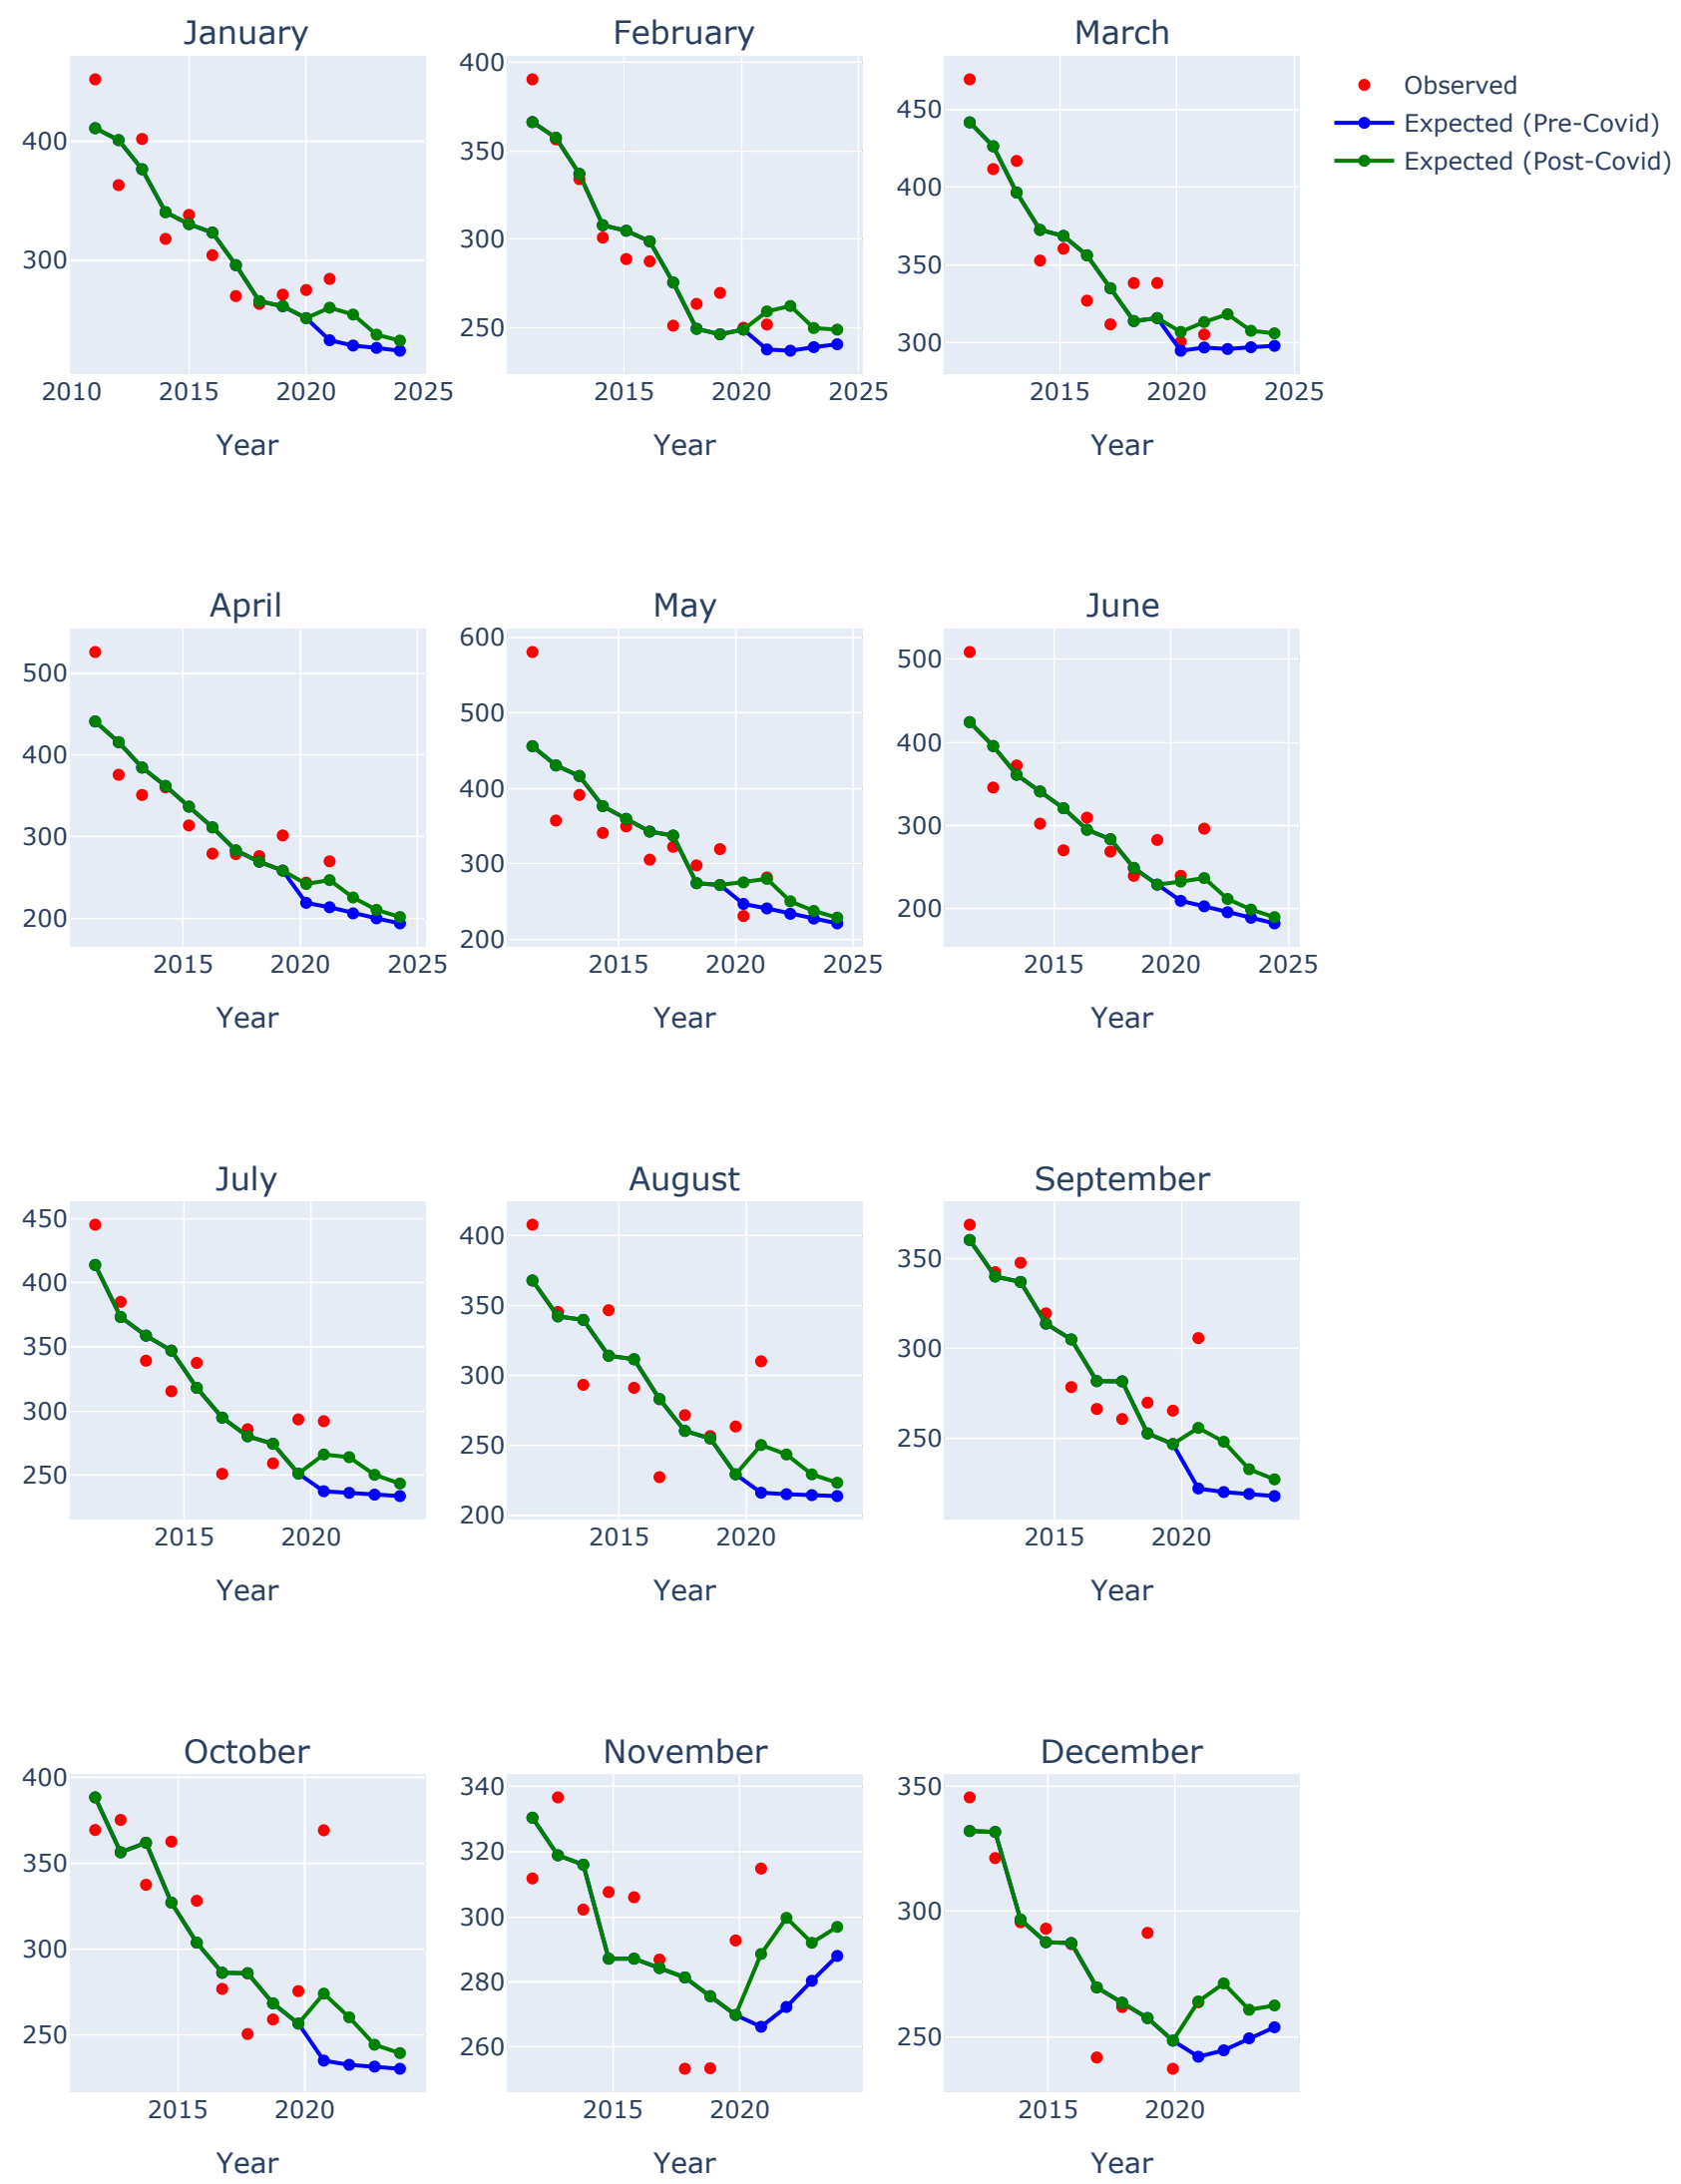 January
February
March
400
300
2010
2015
2020
2025
Year
400
350
300
250
2015
2020
2025
Year
450
400
350
300
2015
2020
2025
Year
Observed
Expected (Pre-Covid)
Expected (Post-Covid)
April
May
June
500
400
300
200
2015
2020
2025
Year
600
500
400
300
200
2015
2020
2025
Year
500
400
300
200
2015
2020
2025
Year
July
August
September
450
400
350
300
250
2015
2020
Year
400
350
300
250
200
2015
2020
Year
350
300
250
2015
2020
Year
October
November
December
400
350
300
250
2015
2020
Year
340
320
300
280
260
2015
2020
Year
350
300
250
2015
2020
Year